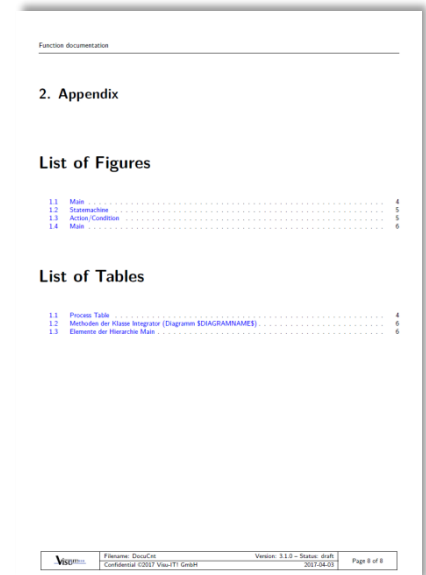 Function documentation
2. Appendix
List of Figures
1.1 Main 4
1.2 Statemachine 5
1.3 Action/Condition 5
1.4 Main 6
List of Tables
1.1 Process Table 4
1.2 Methoden der Klasse Integrator (Diagramm $DIAGRAMNAME$) 6
1.3 Elemente der Hierarchie Main 6
Filename: DocuCnt Version: 3.1.0 – Status: draft
Confidential ©2017 Visu-IT! GmbH 2017-04-03
Page 8 of 8